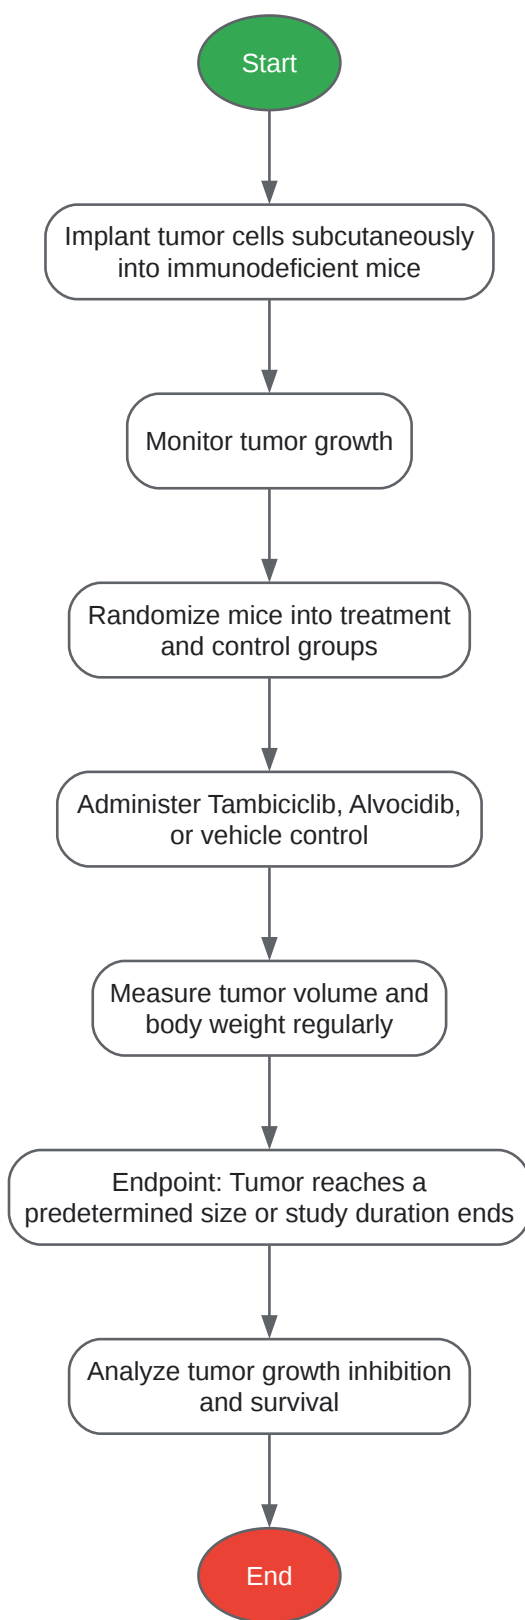 Start
Implant tumor cells subcutaneously
into immunodeficient mice
Monitor tumor growth
Randomize mice into treatment
and control groups
Administer Tambiciclib, Alvocidib,
or vehicle control
Measure tumor volume and
body weight regularly
Endpoint: Tumor reaches a
predetermined size or study duration ends
Analyze tumor growth inhibition
and survival
End